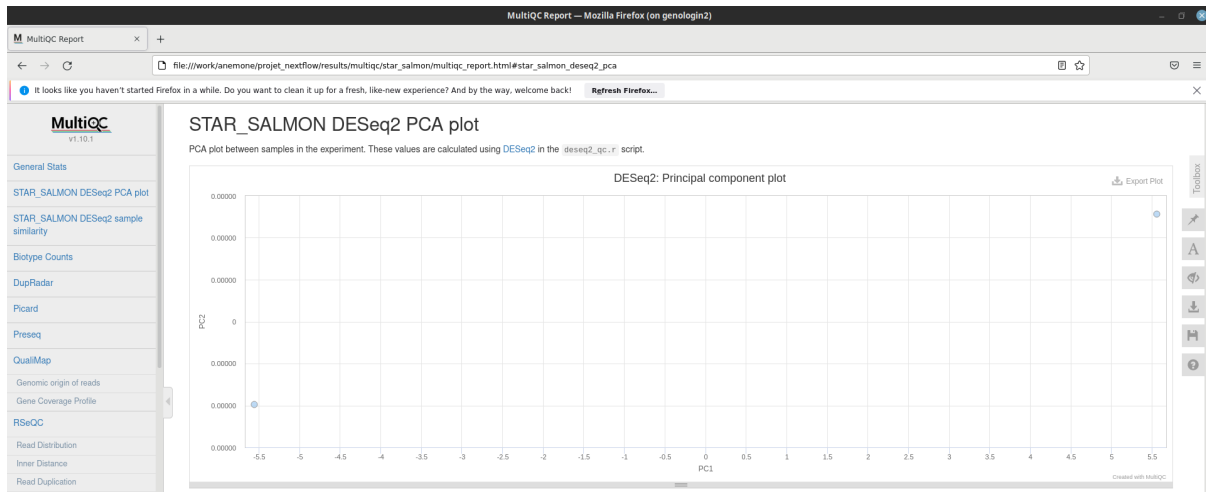 MultiQC Report — Mozilla Firefox (on genologin2)
M MultiQC Report
file:///work/anemone/projet_nextflow/results/multiqc/star_salmon/multiqc_report.html#star_salmon_deseq2_pca
It looks like you haven't started Firefox in a while. Do you want to clean it up for a fresh, like-new experience? And by the way, welcome back! Refresh Firefox...
MultiQC
v1.10.1
General Stats
STAR_SALMON DESeq2 PCA plot
STAR_SALMON DESeq2 sample
similarity
Biotype Counts
DupRadar
Picard
Preseq
QualiMap
Genomic origin of reads
Gene Coverage Profile
RSeQC
Read Distribution
Inner Distance
Read Duplication
STAR_SALMON DESeq2 PCA plot
PCA plot between samples in the experiment. These values are calculated using DESeq2 in the deseq2_qc.r script.
DESeq2: Principal component plot
Export Plot
0.00000
0.00000
0.00000
0
0.00000
0.00000
0.00000
PC2
-5.5 -5 -4.5 -4 -3.5 -3 -2.5 -2 -1.5 -1 -0.5 0 0.5 1 1.5 2 2.5 3 3.5 4 4.5 5 5.5
PC1
Created with MultiQC
Toolbox
A